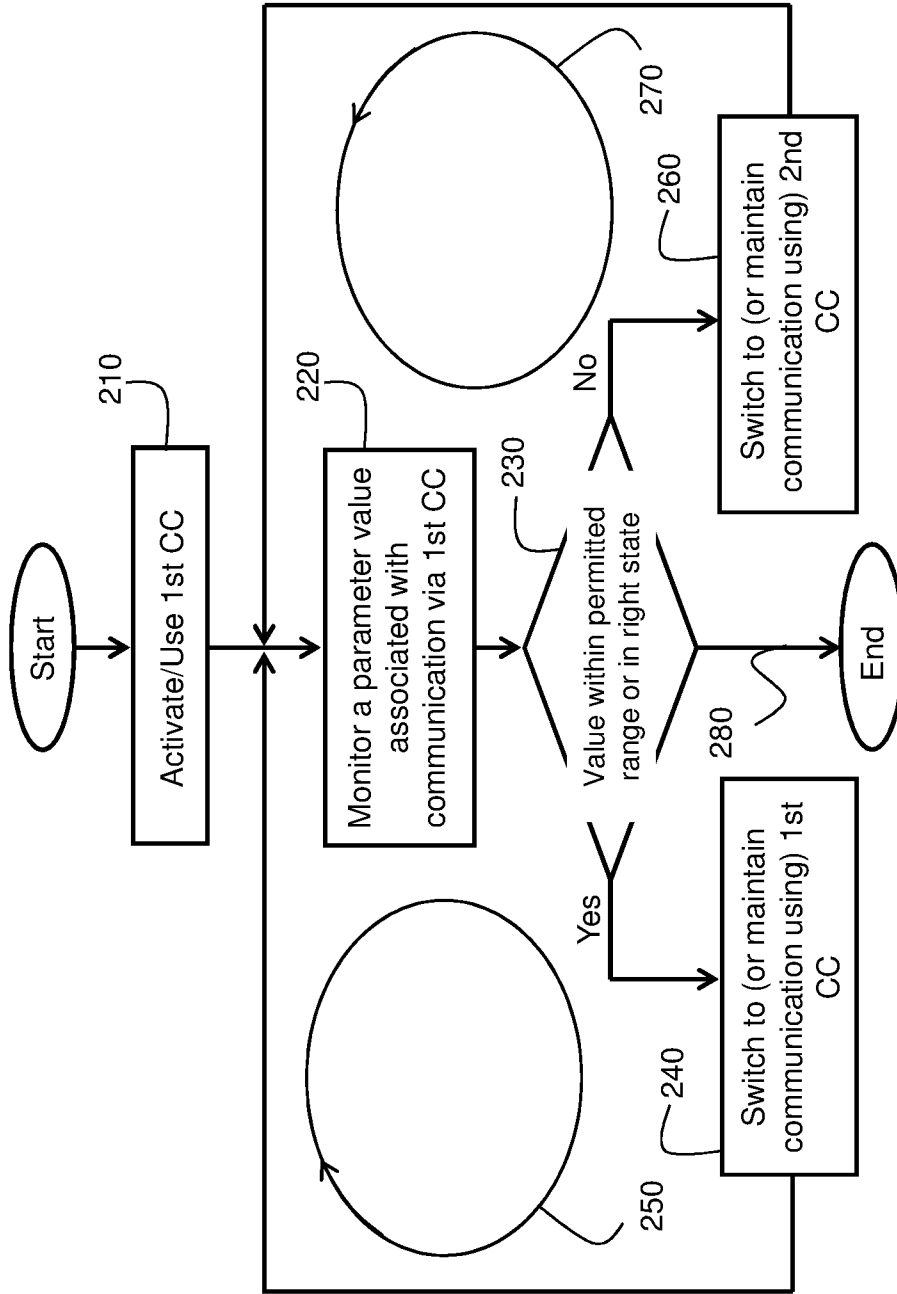 Start
210
Activate/Use 1st CC
220
Monitor a parameter value
associated with
communication via 1st CC
230
Value within permitted
range or in right state
Yes
No
250
270
240
Switch to (or maintain
communication using) 1st
CC
260
Switch to (or maintain
communication using) 2nd
CC
280
End